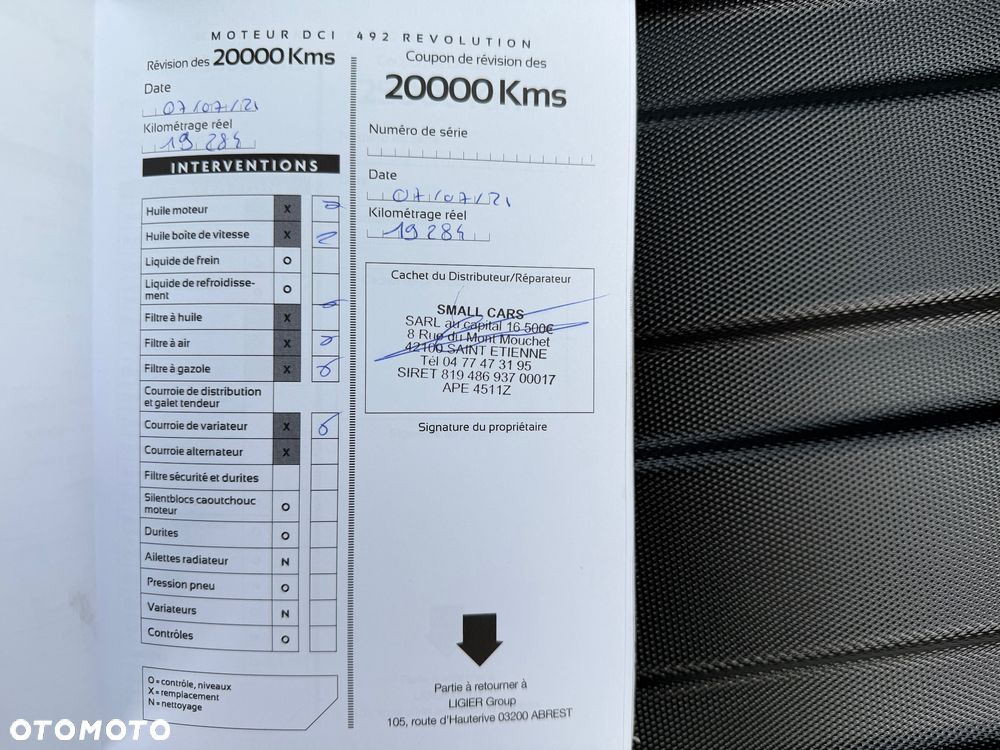 MOTEUR DCI 492 REVOLUTION
Révision des 20000 Kms
Date
07/07/21
Kilométrage réel
19 284
INTERVENTIONS
Huile moteur X
Huile boîte de vitesse X
Liquide de frein O
Liquide de refroidisse-
ment O
Filtre à huile X
Filtre à air X
Filtre à gazole X
Courroie de distribution
et galet tendeur
Courroie de variateur X
Courroie alternateur X
Filtre sécurité et durites
Silentblocs caoutchouc
moteur O
Durites O
Ailettes radiateur N
Pression pneu O
Variateurs N
Contrôles O
O = contrôle, niveaux
X = remplacement
N = nettoyage
Coupon de révision des
20000 Kms
Numéro de série
Date
07/07/21
Kilométrage réel
19 284
Cachet du Distributeur/Réparateur
SMALL CARS
SARL au capital 16 500€
8 Rue du Mont Mouchet
42100 SAINT ETIENNE
Tél 04 77 47 31 95
SIRET 819 486 937 00017
APE 4511Z
Signature du propriétaire
Partie à retourner à
LIGIER Group
105, route d'Hauterive 03200 ABREST
OTOMOTO